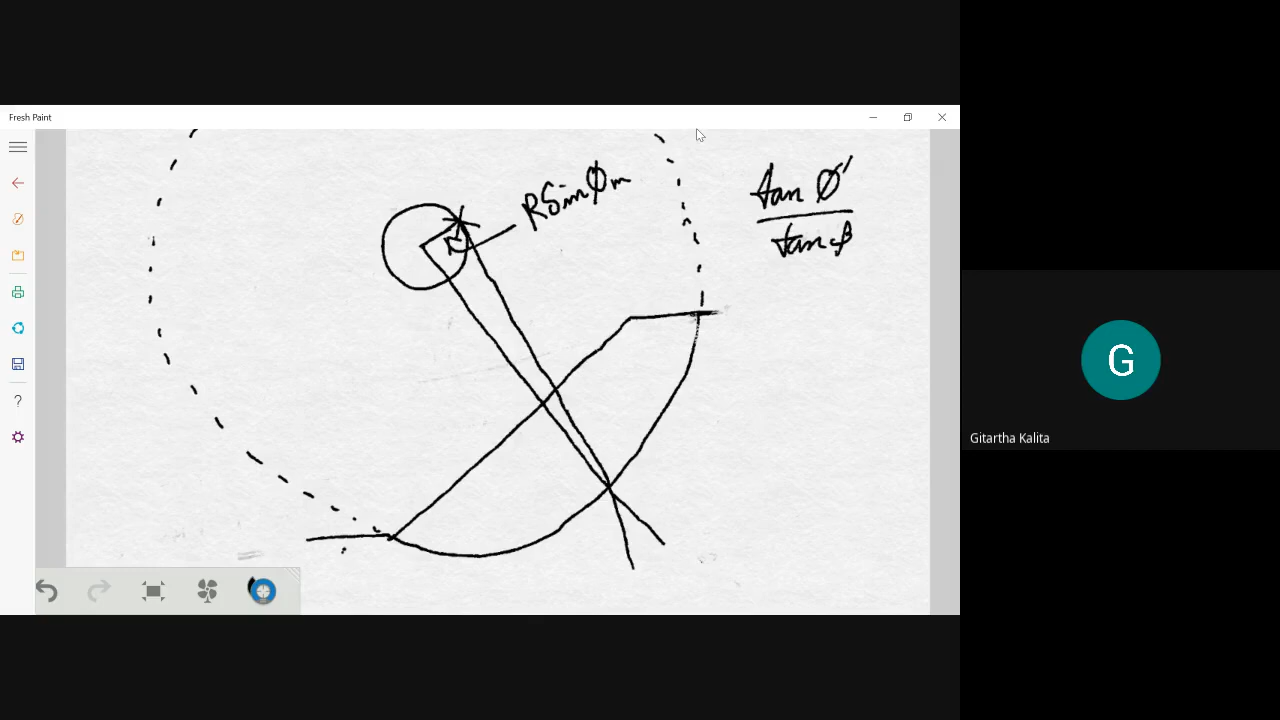 Fresh Paint
R Sin φm
tan φ'
tan β
?
G
Gitartha Kalita